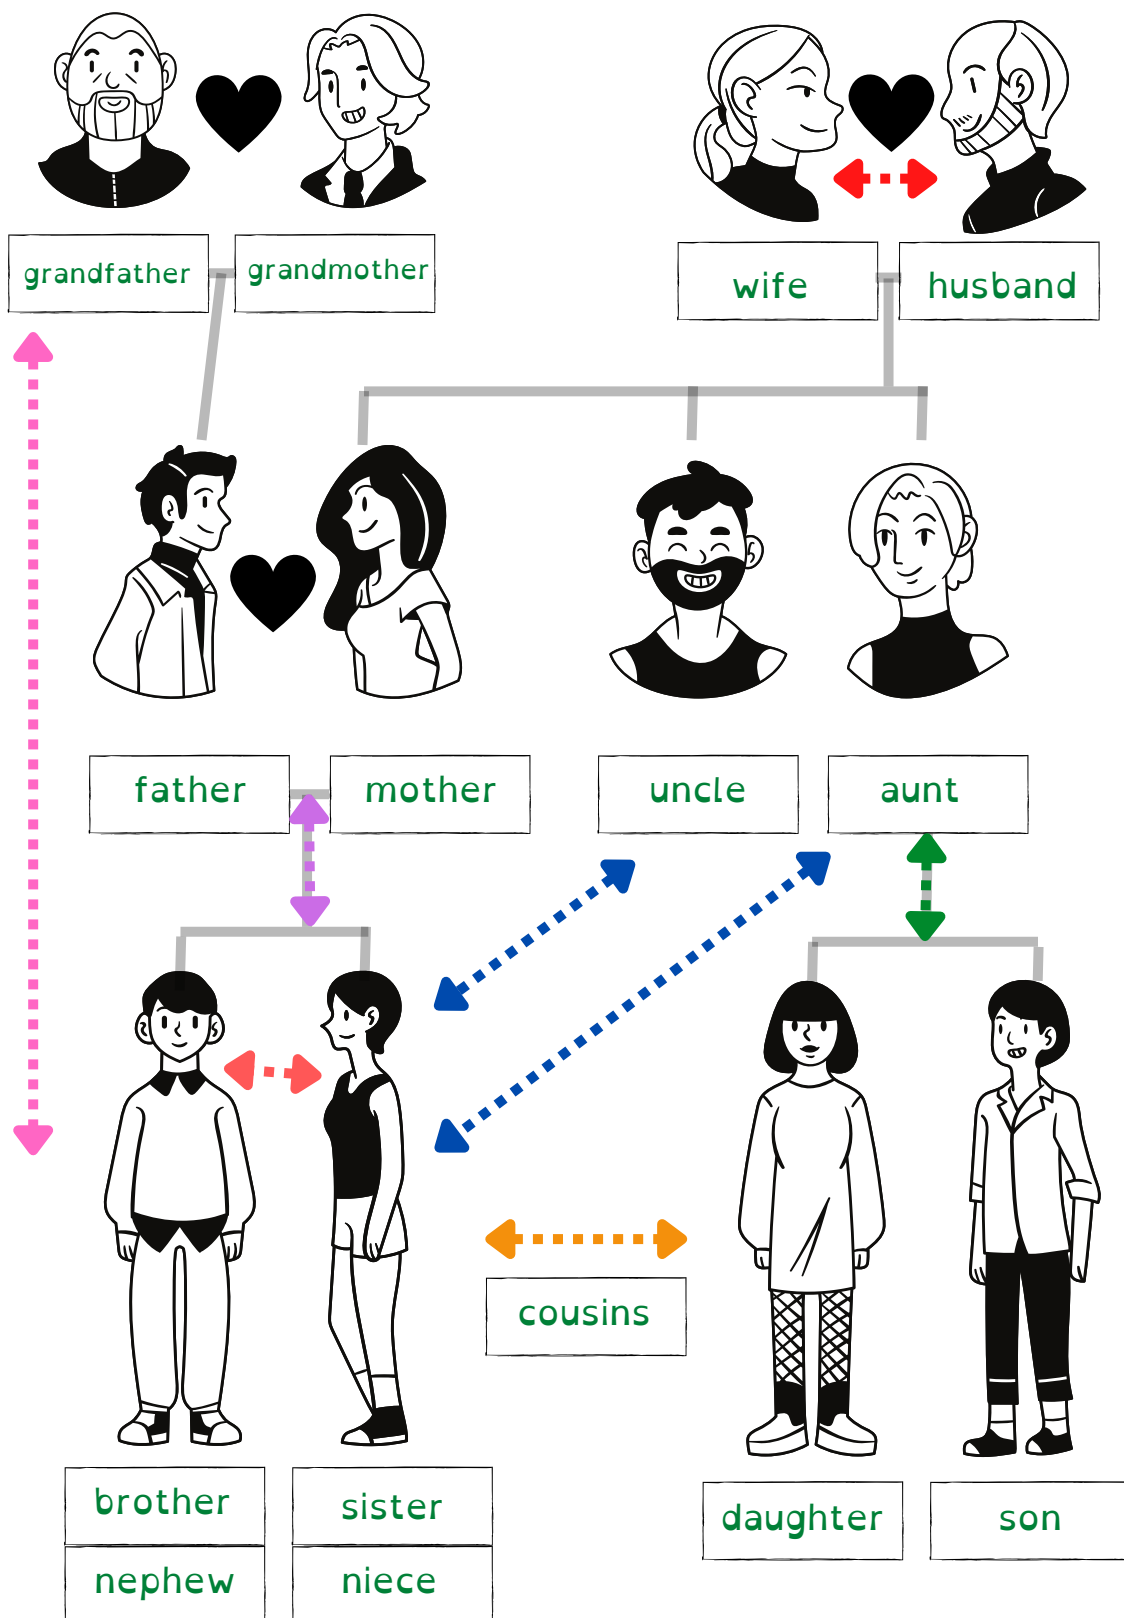 grandfather
grandmother
wife
husband
father
mother
uncle
aunt
cousins
brother
sister
daughter
son
nephew
niece